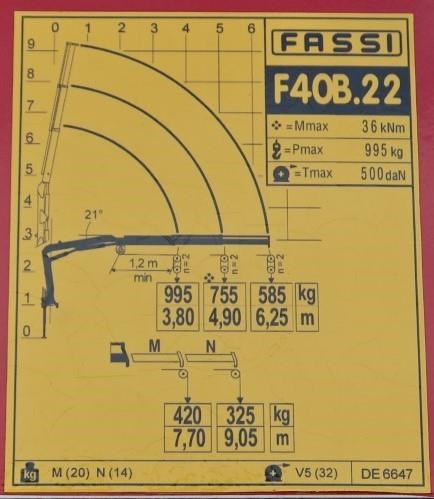 FASSI
F40B.22
=Mmax 36 kNm
=Pmax 995 kg
=Tmax 500 daN
0 1 2 3 4 5 6
9
8
7
6
5
4
3
2
1
0
21°
1,2 m
min
n=2 n=2 n=2
995 755 585 kg
3,80 4,90 6,25 m
M N
420 325 kg
7,70 9,05 m
kg M (20) N (14) V5 (32) DE 6647